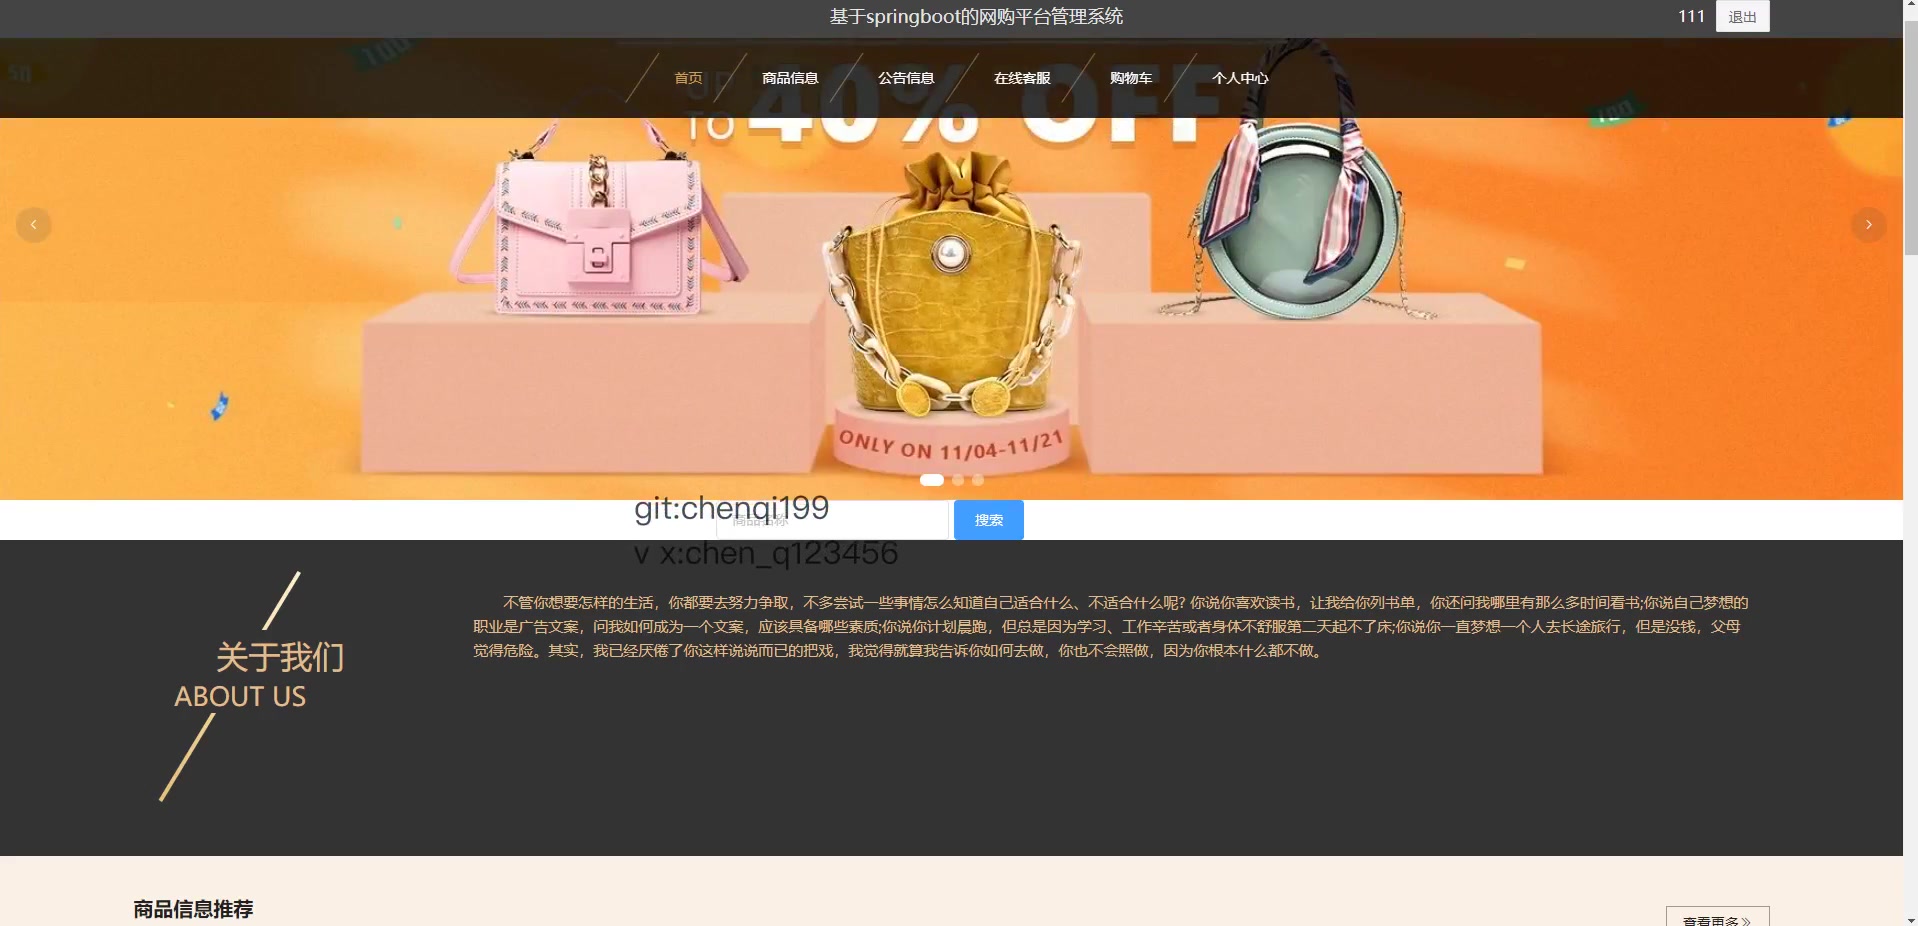 基于springboot的网购平台管理系统
111
退出
首页
商品信息
公告信息
在线客服
购物车
个人中心
50
100
UP
TO
40% OFF
100
ONLY ON 11/04-11/21
git:chenqi199
商品名称
搜索
v x:chen_q123456
不管你想要怎样的生活，你都要去努力争取，不多尝试一些事情怎么知道自己适合什么、不适合什么呢? 你说你喜欢读书，让我给你列书单，你还问我哪里有那么多时间看书;你说自己梦想的
职业是广告文案，问我如何成为一个文案，应该具备哪些素质;你说你计划晨跑，但总是因为学习、工作辛苦或者身体不舒服第二天起不了床;你说你一直梦想一个人去长途旅行，但是没钱，父母
觉得危险。其实，我已经厌倦了你这样说说而已的把戏，我觉得就算我告诉你如何去做，你也不会照做，因为你根本什么都不做。
关于我们
ABOUT US
商品信息推荐
查看更多